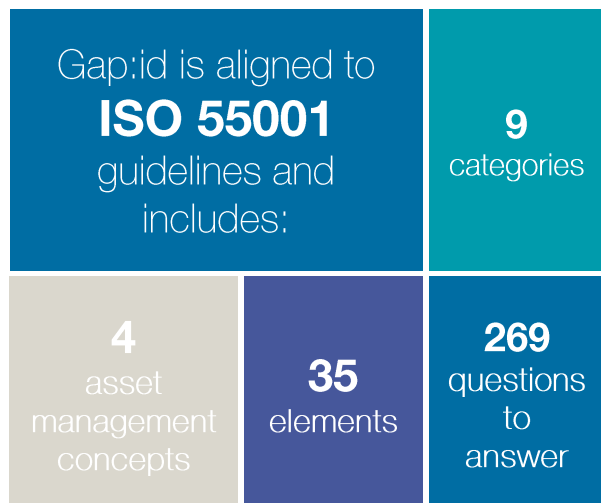 Gap:id is aligned to
ISO 55001
guidelines and
includes:
9
categories
4
asset
management
concepts
35
elements
269
questions
to
answer